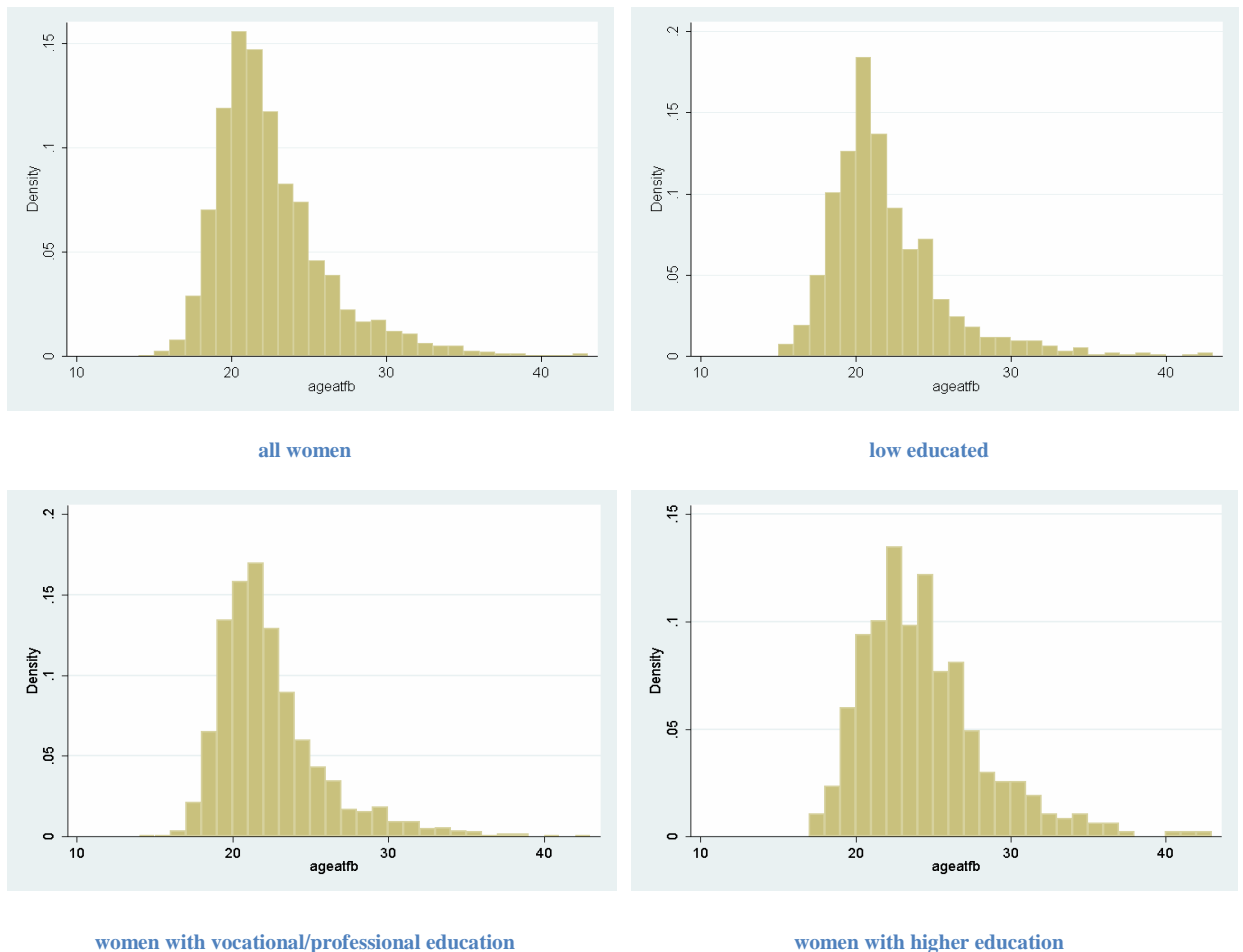 .15
.1
.05
0
Density
10 20 30 40
ageatfb
all women
.2
.15
.1
.05
0
Density
10 20 30 40
ageatfb
low educated
.2
.15
.1
.05
0
Density
10 20 30 40
ageatfb
women with vocational/professional education
.15
.1
.05
0
Density
10 20 30 40
ageatfb
women with higher education